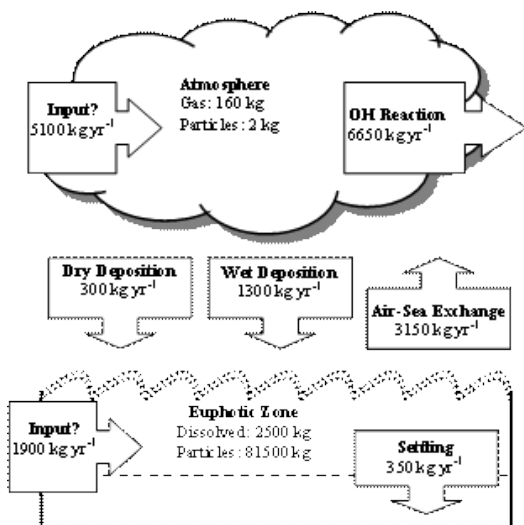 Atmosphere
Gas: 160 kg
Particles: 2 kg
Input?
5100 kg yr⁻¹
OH Reaction
6650 kg yr⁻¹
Dry Deposition
300 kg yr⁻¹
Wet Deposition
1300 kg yr⁻¹
Air-Sea Exchange
3150 kg yr⁻¹
Input?
1900 kg yr⁻¹
Euphotic Zone
Dissolved: 2500 kg
Particles: 81500 kg
Settling
350 kg yr⁻¹